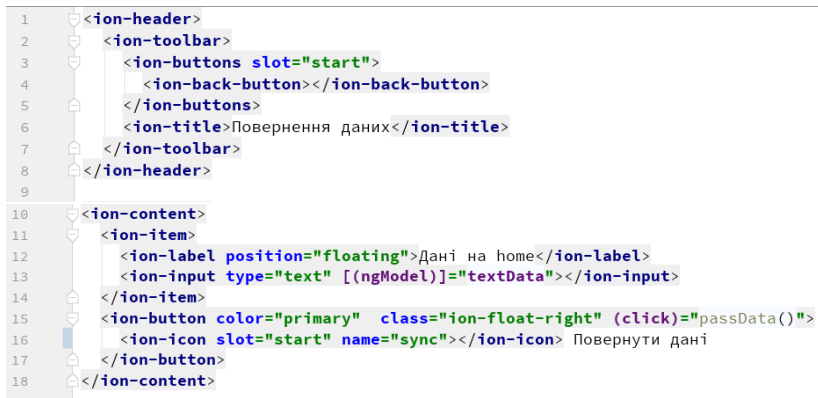 1 <ion-header>
2 <ion-toolbar>
3 <ion-buttons slot="start">
4 <ion-back-button></ion-back-button>
5 </ion-buttons>
6 <ion-title>Повернення даних</ion-title>
7 </ion-toolbar>
8 </ion-header>
9
10 <ion-content>
11 <ion-item>
12 <ion-label position="floating">Дані на home</ion-label>
13 <ion-input type="text" [(ngModel)]="textData"></ion-input>
14 </ion-item>
15 <ion-button color="primary"  class="ion-float-right" (click)="passData()">
16 <ion-icon slot="start" name="sync"></ion-icon> Повернути дані
17 </ion-button>
18 </ion-content>